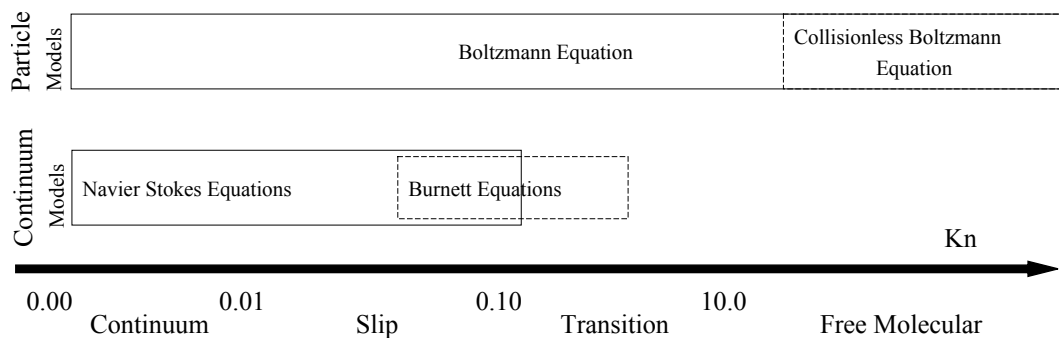 Particle
Models
Boltzmann Equation
Collisionless Boltzmann
Equation
Continuum
Models
Navier Stokes Equations
Burnett Equations
Kn
0.00 0.01 0.10 10.0
Continuum Slip Transition Free Molecular